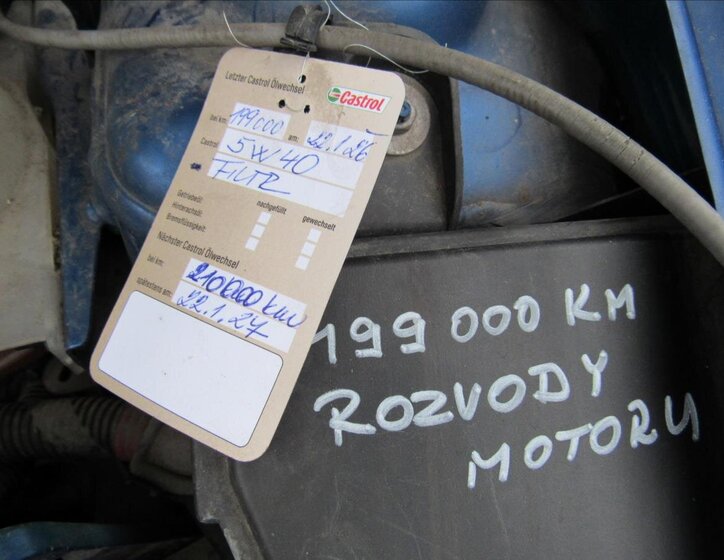 Letzter Castrol Ölwechsel
Castrol
bei km: 199000 am: 22.1.26
Castrol 5W40
FILTR
nachgefüllt gewechselt
Getriebeöl:
Hinterachsöl:
Bremsflüssigkeit:
Nächster Castrol Ölwechsel
bei km: 210000 km
spätestens am: 22.1.27
199 000 KM
ROZVODY
MOTORU